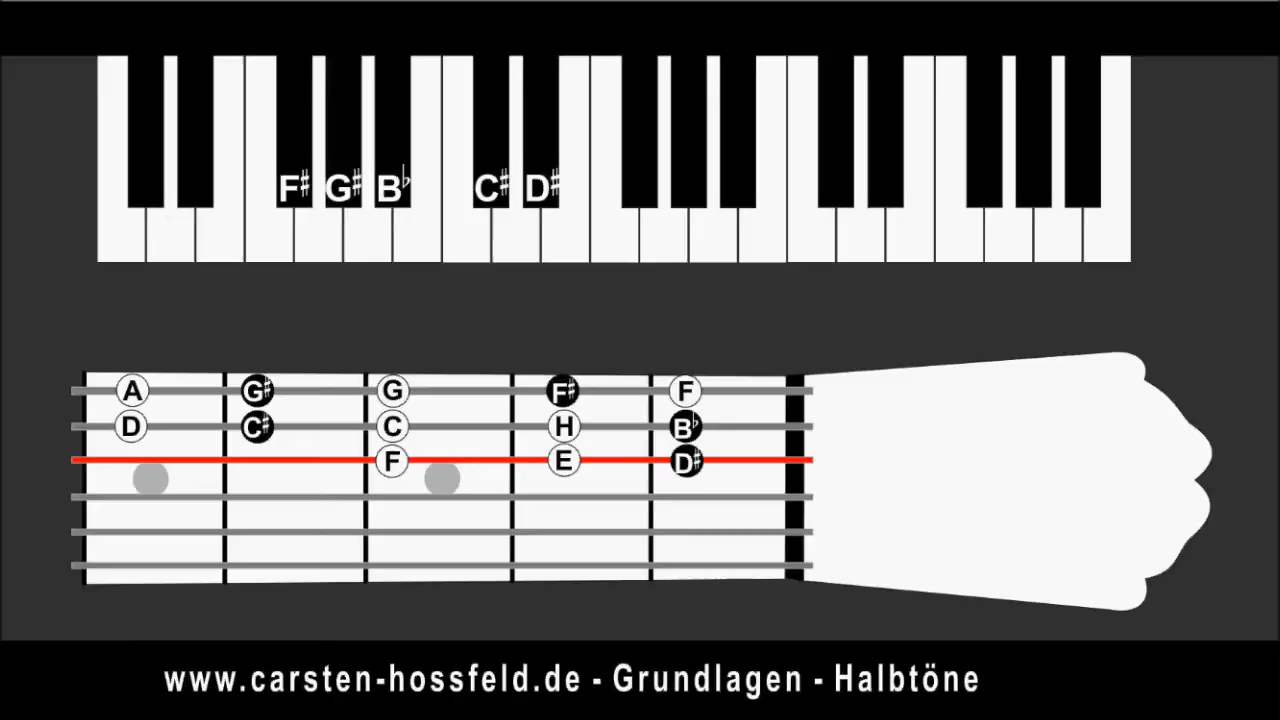 F♯ G♯ B♭ C♯ D♯
A G♯ G F♯ F
D C♯ C H B♭
F E D♯
www.carsten-hossfeld.de - Grundlagen - Halbtöne